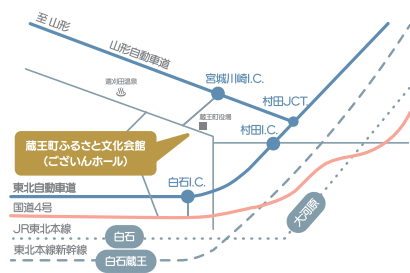 至 山形
山形自動車道
宮城川崎I.C.
遠刈田温泉
村田JCT.
蔵王町役場
村田I.C.
蔵王町ふるさと文化会館
(ございんホール)
白石I.C.
東北自動車道
国道4号
大河原
JR東北本線
白石
東北本線新幹線
白石蔵王